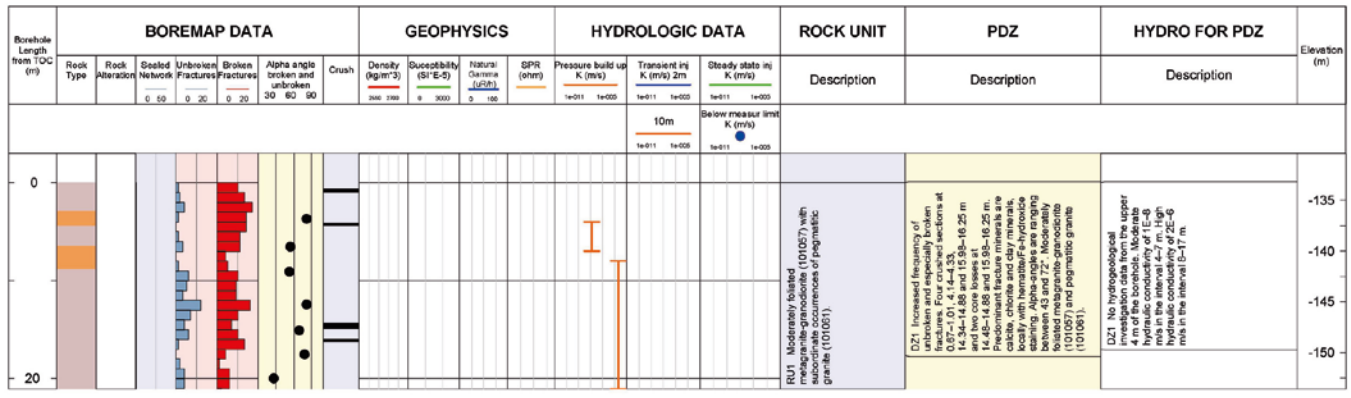 Borehole
Length
from TOC
(m)
BOREMAP DATA
GEOPHYSICS
HYDROLOGIC DATA
ROCK UNIT
PDZ
HYDRO FOR PDZ
Elevation
(m)
Rock
Type
Rock
Alteration
Sealed
Network
0 50
Unbroken
Fractures
0 20
Broken
Fractures
0 20
Alpha angle
broken and
unbroken
30 60 90
Crush
Density
(kg/m*3)
Suceptibility
(SI*E-5)
0 3000
Natural
Gamma
(uR/h)
0 100
SPR
(ohm)
Pressure build up
K (m/s)
1e-011 1e-005
Transient inj
K (m/s) 2m
1e-011 1e-005
Steady state inj
K (m/s)
1e-011 1e-005
Description
Description
Description
10m
1e-011 1e-005
Below measur limit
K (m/s)
1e-011 1e-005
0
20
RU1 Moderately foliated
metagranite-granodiorite (101057) with
subordinate occurrences of pegmatitic
granite (101061).
DZ1 Increased frequency of
unbroken and especially broken
fractures. Four crushed sections at
0.87–1.01, 4.14–4.33,
14.34–14.88 and 15.98–16.25 m
and two core losses at
14.48–14.88 and 15.98–16.25 m.
Predominant fracture minerals are
calcite, chlorite and clay minerals,
locally with hematite/Fe-hydroxide
staining. Alpha-angles are ranging
between 43 and 72°. Moderately
foliated metagranite-granodiorite
(101057) and pegmatitic granite
(101061).
DZ1 No hydrogeological
investigation data from the upper
4 m of the borehole. Moderate
hydraulic conductivity of 1E–8
m/s in the interval 4–7 m. High
hydraulic conductivity of 2E–6
m/s in the interval 8–17 m.
-135
-140
-145
-150